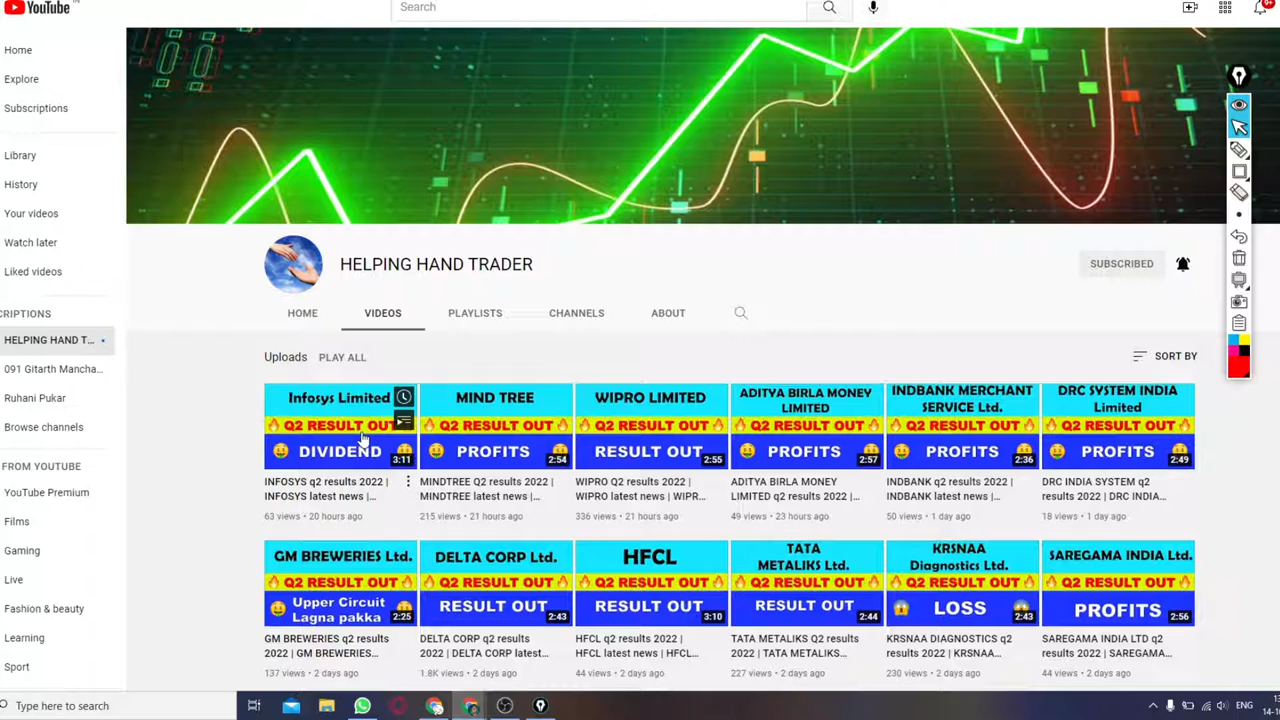 YouTube
Search
9+
Home
Explore
Subscriptions
Library
History
Your videos
Watch later
Liked videos
CRIPTIONS
HELPING HAND T...
091 Gitarth Mancha...
Ruhani Pukar
Browse channels
FROM YOUTUBE
YouTube Premium
Films
Gaming
Live
Fashion & beauty
Learning
Sport
HELPING HAND TRADER
SUBSCRIBED
HOME VIDEOS PLAYLISTS CHANNELS ABOUT
Uploads PLAY ALL SORT BY
Infosys Limited
Q2 RESULT OUT
DIVIDEND
3:11
INFOSYS q2 results 2022 |
INFOSYS latest news |...
63 views • 20 hours ago
MIND TREE
Q2 RESULT OUT
PROFITS
2:54
MINDTREE q2 results 2022 |
MINDTREE latest news |...
215 views • 21 hours ago
WIPRO LIMITED
Q2 RESULT OUT
RESULT OUT
2:55
WIPRO q2 results 2022 |
WIPRO latest news | WIPR...
336 views • 21 hours ago
ADITYA BIRLA MONEY
LIMITED
Q2 RESULT OUT
PROFITS
2:57
ADITYA BIRLA MONEY
LIMITED q2 results 2022 |...
49 views • 23 hours ago
INDBANK MERCHANT
SERVICE Ltd.
Q2 RESULT OUT
PROFITS
2:36
INDBANK q2 results 2022 |
INDBANK latest news |...
50 views • 1 day ago
DRC SYSTEM INDIA
Limited
Q2 RESULT OUT
PROFITS
2:49
DRC INDIA SYSTEM q2
results 2022 | DRC INDIA...
18 views • 1 day ago
GM BREWERIES Ltd.
Q2 RESULT OUT
Upper Circuit
Lagna pakka
2:25
GM BREWERIES q2 results
2022 | GM BREWERIES...
137 views • 2 days ago
DELTA CORP Ltd.
Q2 RESULT OUT
RESULT OUT
2:43
DELTA CORP q2 results
2022 | DELTA CORP latest...
1.8K views • 2 days ago
HFCL
Q2 RESULT OUT
RESULT OUT
3:10
HFCL q2 results 2022 |
HFCL latest news | HFCL...
44 views • 2 days ago
TATA
METALIKS Ltd.
Q2 RESULT OUT
RESULT OUT
2:44
TATA METALIKS q2 results
2022 | TATA METALIKS...
227 views • 2 days ago
KRSNAA
Diagnostics Ltd.
Q2 RESULT OUT
LOSS
2:43
KRSNAA DIAGNOSTICS q2
results 2022 | KRSNAA...
230 views • 2 days ago
SAREGAMA INDIA Ltd.
Q2 RESULT OUT
PROFITS
2:56
SAREGAMA INDIA LTD q2
results 2022 | SAREGAMA...
44 views • 2 days ago
Type here to search
ENG
14-10